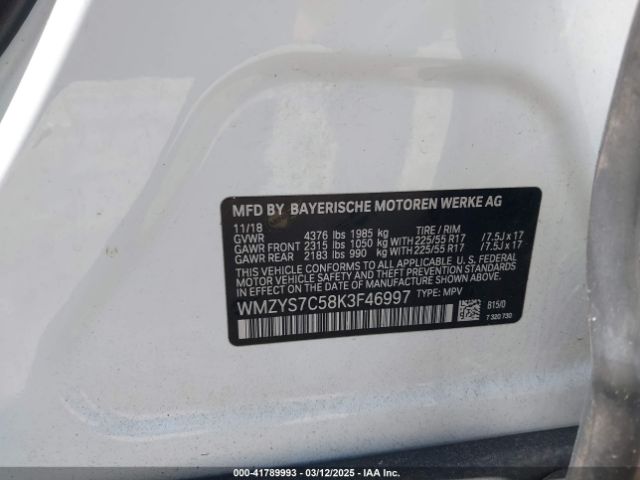 MFD BY BAYERISCHE MOTOREN WERKE AG
11/18 TIRE / RIM
GVWR 4376 lbs 1985 kg
GAWR FRONT 2315 lbs 1050 kg WITH 225/55 R17 /7.5J x 17
GAWR REAR 2183 lbs 990 kg WITH 225/55 R17 /7.5J x 17
THIS VEHICLE CONFORMS TO ALL APPLICABLE U. S. FEDERAL
MOTOR VEHICLE SAFETY, BUMPER, AND THEFT PREVENTION
STANDARDS IN EFFECT ON THE DATE OF MANUFACTURE SHOWN ABOVE.
WMZYS7C58K3F46997 TYPE: MPV
B15/0
7 320 730
000-41789993 - 03/12/2025 - IAAI.COM